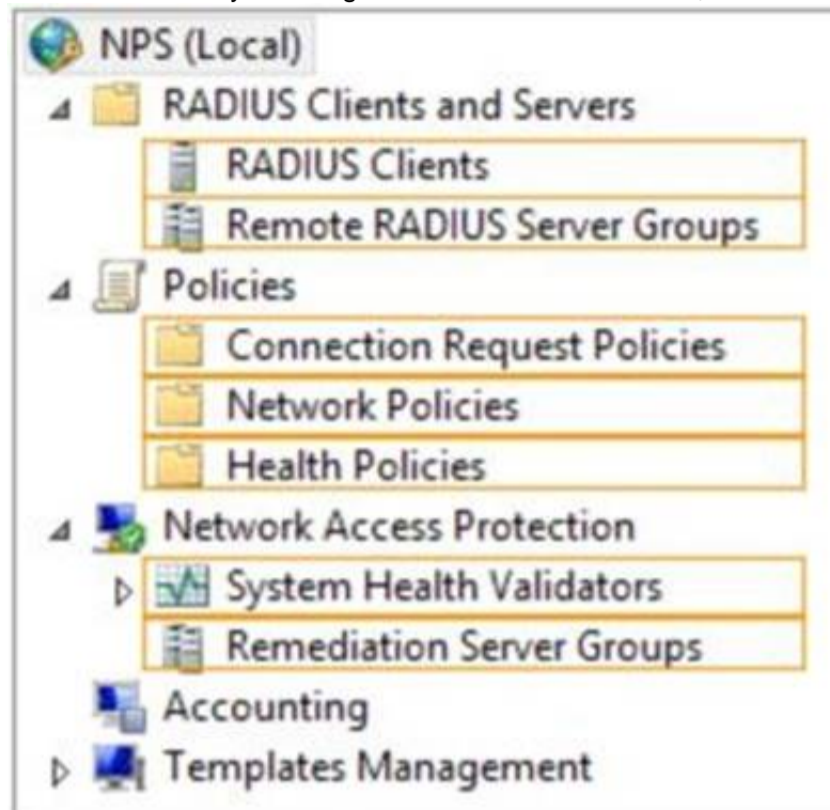 NPS (Local)
RADIUS Clients and Servers
RADIUS Clients
Remote RADIUS Server Groups
Policies
Connection Request Policies
Network Policies
Health Policies
Network Access Protection
System Health Validators
Remediation Server Groups
Accounting
Templates Management